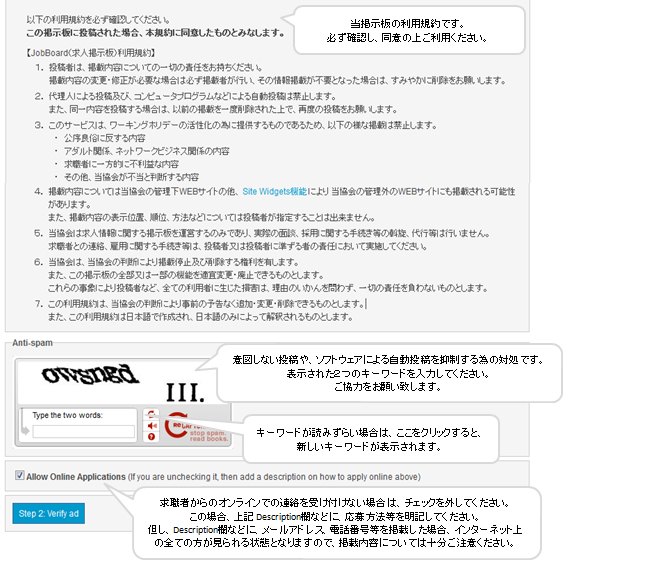 以下の利用規約を必ず確認してください。
この掲示板に投稿された場合、本規約に同意したものとみなします。
当掲示板の利用規約です。
必ず確認し、同意の上ご利用ください。
【JobBoard(求人掲示板)利用規約】
1. 投稿者は、掲載内容についての一切の責任をお持ちください。
掲載内容の変更・修正が必要な場合は必ず掲載者が行い、その情報掲載が不要となった場合は、すみやかに削除をお願いします。
2. 代理人による投稿及び、コンピュータプログラムなどによる自動投稿は禁止します。
また、同一内容を投稿する場合は、以前の掲載を一度削除された上で、再度の投稿をお願いします。
3. このサービスは、ワーキングホリデーの活性化の為に提供するものであるため、以下の様な掲載は禁止します。
・ 公序良俗に反する内容
・ アダルト関係、ネットワークビジネス関係の内容
・ 求職者に一方的に不利益な内容
・ その他、当協会が不当と判断する内容
4. 掲載内容については当協会の管理下WEBサイトの他、Site Widgets機能により当協会の管理外のWEBサイトにも掲載される可能性
があります。
また、掲載内容の表示位置、順位、方法などについては投稿者が指定することは出来ません。
5. 当協会は求人情報に関する掲示板を運営するのみであり、実際の面談、採用に関する手続き等の斡旋、代行等は行いません。
求職者との連絡、雇用に関する手続き等は、投稿者又は投稿者に準ずる者の責任において実施してください。
6. 当協会は、当協会の判断により掲載停止及び削除する権利を有します。
また、この掲示板の全部又は一部の機能を適宜変更・廃止できるものとします。
これらの事象により投稿者など、全ての利用者に生じた損害は、理由のいかんを問わず、一切の責任を負わないものとします。
7. この利用規約は、当協会の判断により事前の予告なく追加・変更・削除できるものとします。
また、この利用規約は日本語で作成され、日本語のみによって解釈されるものとします。
Anti-spam
意図しない投稿や、ソフトウェアによる自動投稿を抑制する為の対処です。
表示された2つのキーワードを入力してください。
ご協力をお願い致します。
III.
Type the two words:
stop spam.
read books.
キーワードが読みずらい場合は、ここをクリックすると、
新しいキーワードが表示されます。
Allow Online Applications (If you are unchecking it, then add a description on how to apply online above)
Step 2: Verify ad
求職者からのオンラインでの連絡を受け付けない場合は、チェックを外してください。
この場合、上記Description欄などに、応募方法等を明記してください。
但し、Description欄などに、メールアドレス、電話番号等を掲載した場合、インターネット上
の全ての方が見られる状態となりますので、掲載内容については十分ご注意ください。